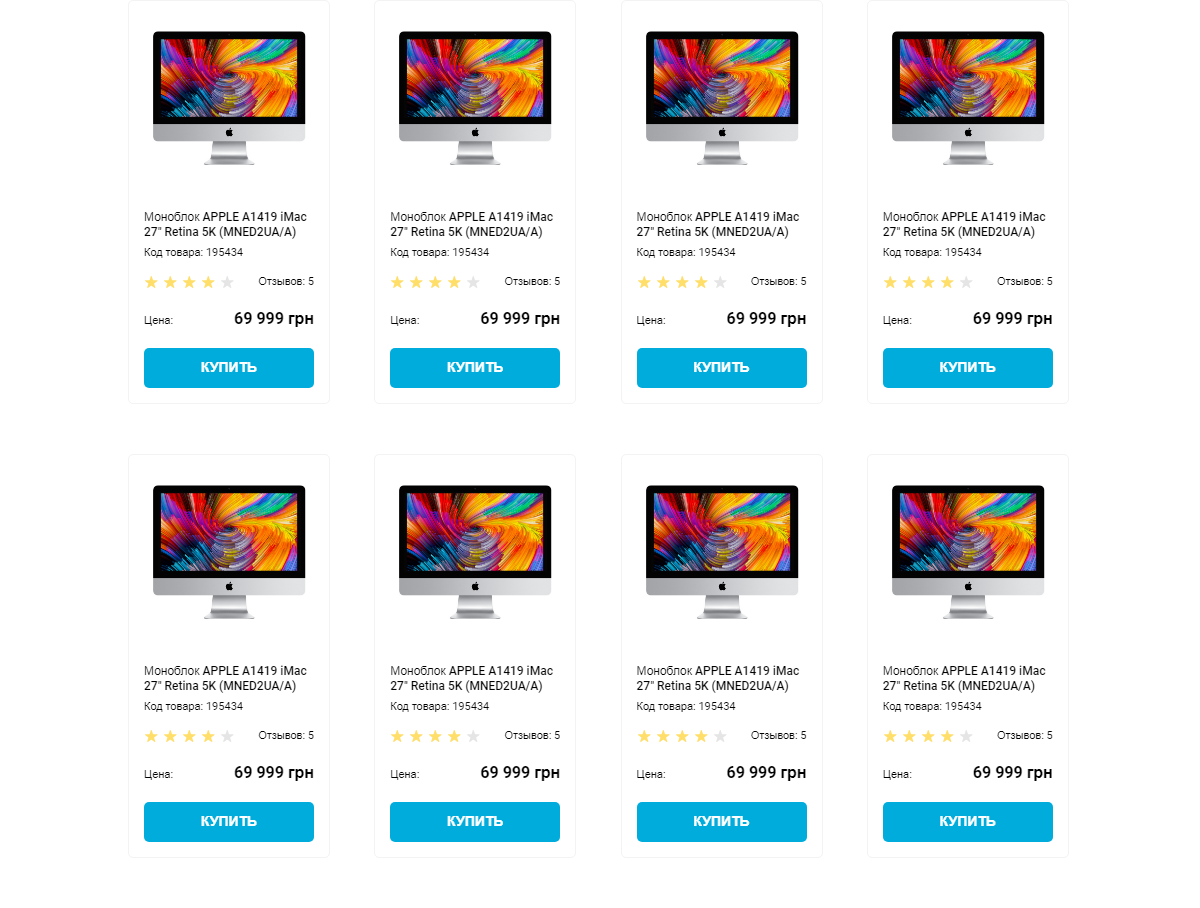 Моноблок APPLE A1419 iMac
27" Retina 5K (MNED2UA/A)
Код товара: 195434
Отзывов: 5
Цена: 69 999 грн
КУПИТЬ
Моноблок APPLE A1419 iMac
27" Retina 5K (MNED2UA/A)
Код товара: 195434
Отзывов: 5
Цена: 69 999 грн
КУПИТЬ
Моноблок APPLE A1419 iMac
27" Retina 5K (MNED2UA/A)
Код товара: 195434
Отзывов: 5
Цена: 69 999 грн
КУПИТЬ
Моноблок APPLE A1419 iMac
27" Retina 5K (MNED2UA/A)
Код товара: 195434
Отзывов: 5
Цена: 69 999 грн
КУПИТЬ
Моноблок APPLE A1419 iMac
27" Retina 5K (MNED2UA/A)
Код товара: 195434
Отзывов: 5
Цена: 69 999 грн
КУПИТЬ
Моноблок APPLE A1419 iMac
27" Retina 5K (MNED2UA/A)
Код товара: 195434
Отзывов: 5
Цена: 69 999 грн
КУПИТЬ
Моноблок APPLE A1419 iMac
27" Retina 5K (MNED2UA/A)
Код товара: 195434
Отзывов: 5
Цена: 69 999 грн
КУПИТЬ
Моноблок APPLE A1419 iMac
27" Retina 5K (MNED2UA/A)
Код товара: 195434
Отзывов: 5
Цена: 69 999 грн
КУПИТЬ